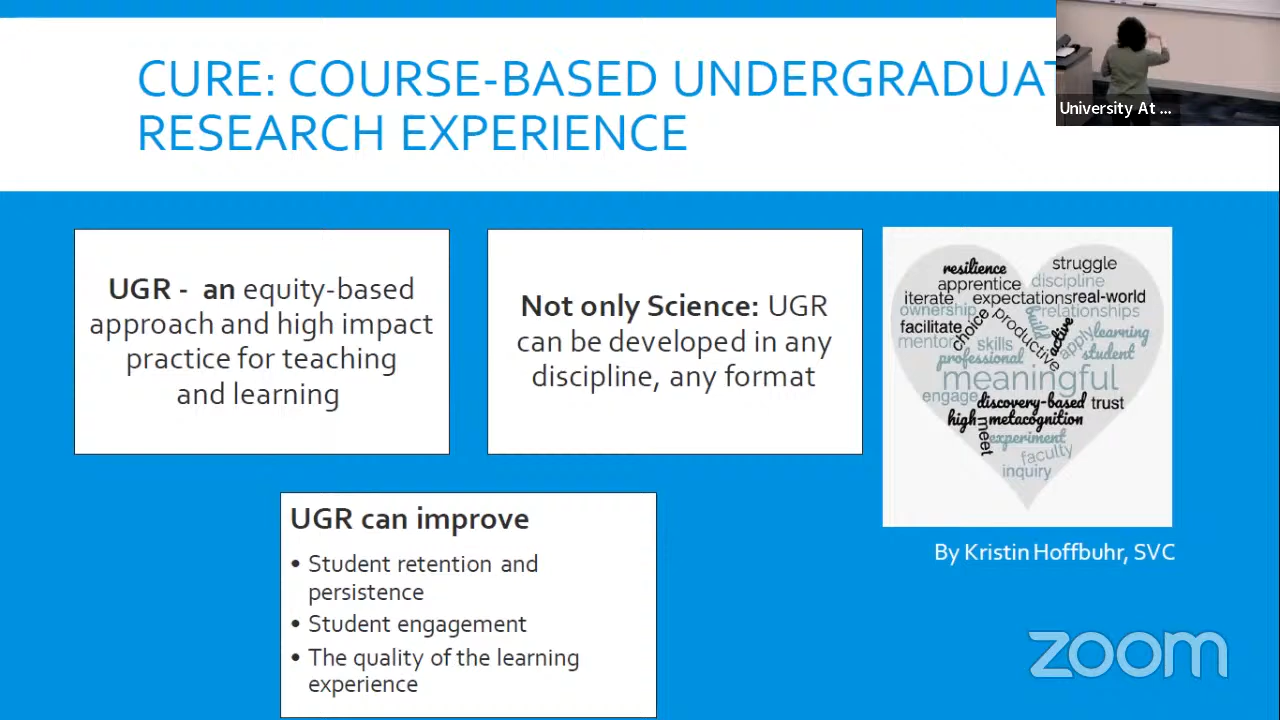 CURE: COURSE-BASED UNDERGRADUAT
RESEARCH EXPERIENCE
University At ...
UGR - an equity-based
approach and high impact
practice for teaching
and learning
Not only Science: UGR
can be developed in any
discipline, any format
resilience
struggle
apprentice
discipline
iterate
expectations
real-world
ownership
relationships
facilitate
choice
productive
build
active
apply
learning
mentor
skills
student
professional
meaningful
engage
discovery-based
trust
high
metacognition
meet
experiment
faculty
inquiry
By Kristin Hoffbuhr, SVC
UGR can improve
• Student retention and
persistence
• Student engagement
• The quality of the learning
experience
zoom